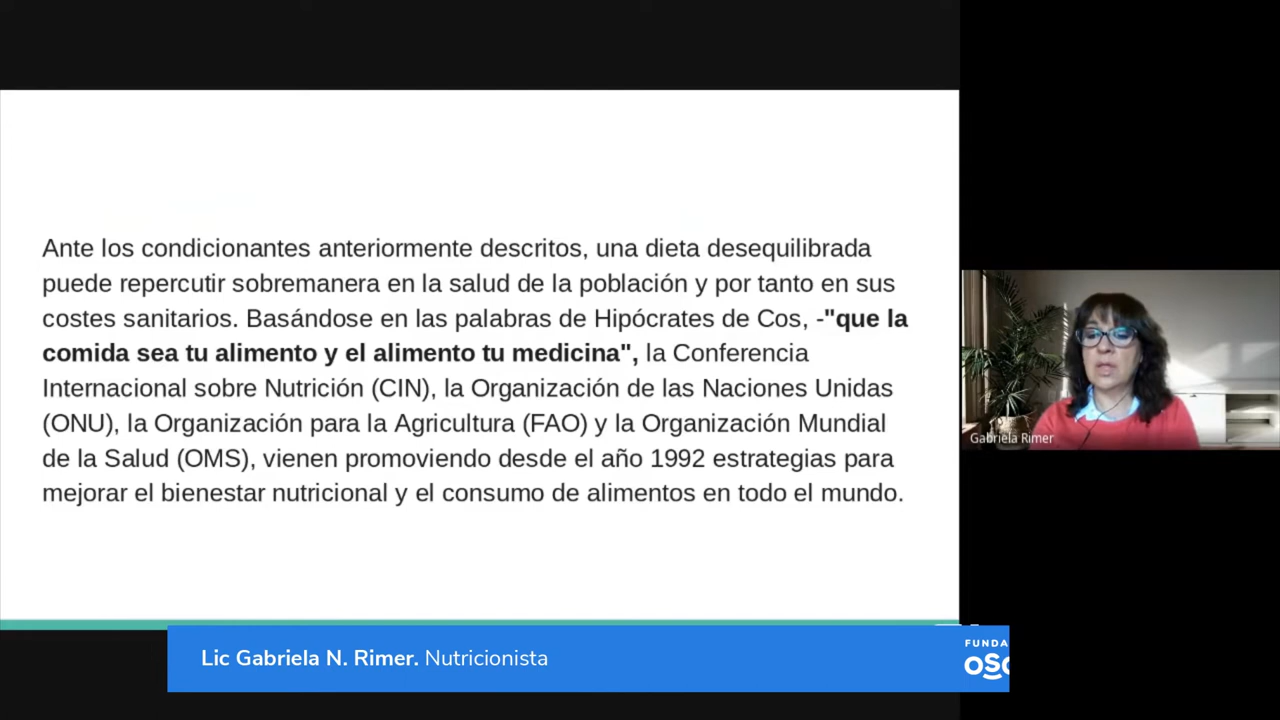 Ante los condicionantes anteriormente descritos, una dieta desequilibrada
puede repercutir sobremanera en la salud de la población y por tanto en sus
costes sanitarios. Basándose en las palabras de Hipócrates de Cos, -"que la
comida sea tu alimento y el alimento tu medicina", la Conferencia
Internacional sobre Nutrición (CIN), la Organización de las Naciones Unidas
(ONU), la Organización para la Agricultura (FAO) y la Organización Mundial
de la Salud (OMS), vienen promoviendo desde el año 1992 estrategias para
mejorar el bienestar nutricional y el consumo de alimentos en todo el mundo.
Gabriela Rimer
Lic Gabriela N. Rimer. Nutricionista
FUNDA